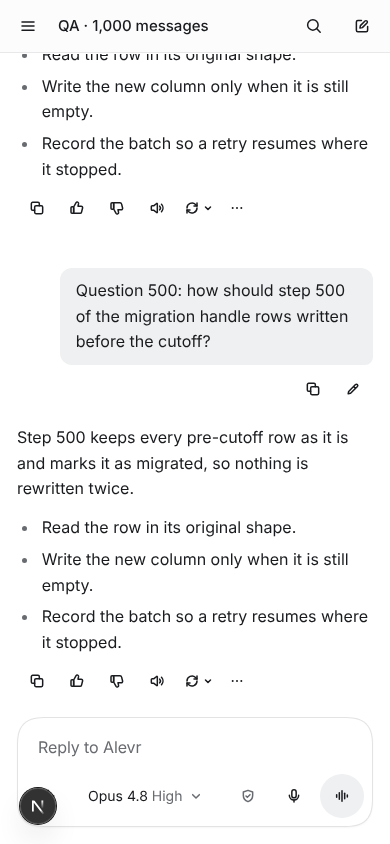 QA · 1,000 messages
Read the row in its original shape.
Write the new column only when it is still
empty.
Record the batch so a retry resumes where
it stopped.
Question 500: how should step 500
of the migration handle rows written
before the cutoff?
Step 500 keeps every pre-cutoff row as it is
and marks it as migrated, so nothing is
rewritten twice.
Read the row in its original shape.
Write the new column only when it is still
empty.
Record the batch so a retry resumes where
it stopped.
Reply to Alevr
N
Opus 4.8 High